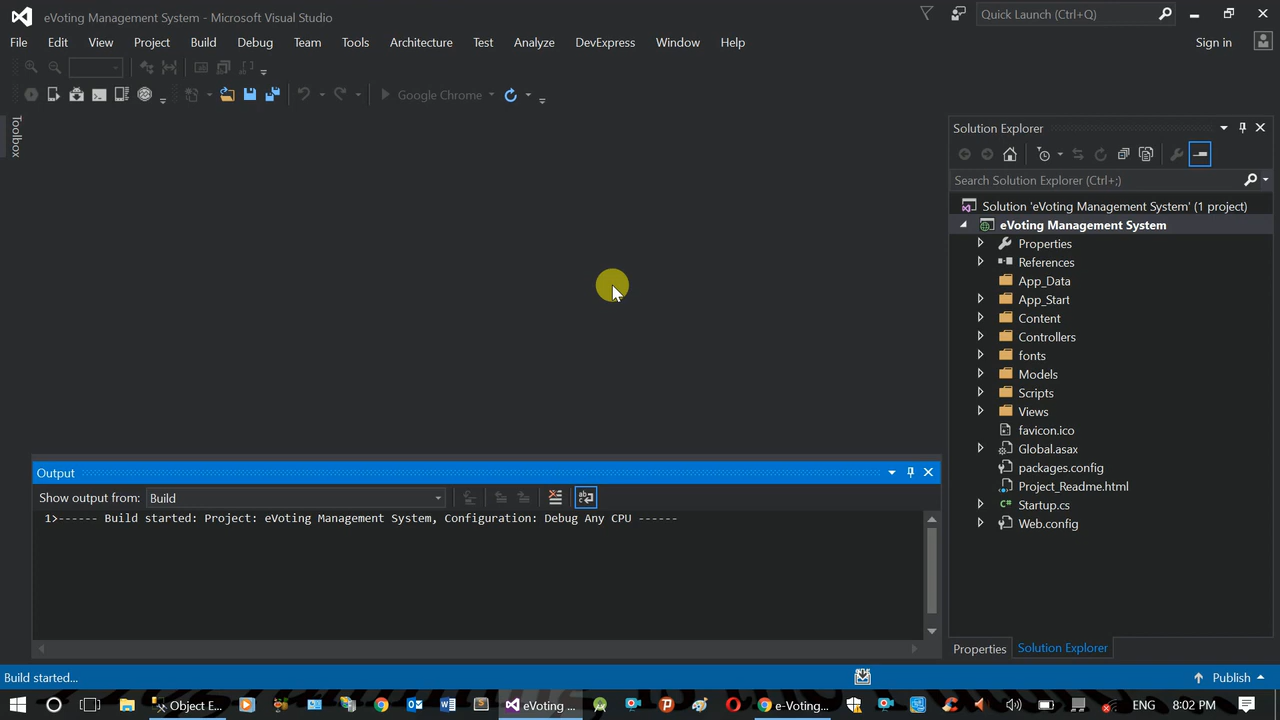 eVoting Management System - Microsoft Visual Studio
Quick Launch (Ctrl+Q)
File Edit View Project Build Debug Team Tools Architecture Test Analyze DevExpress Window Help
Sign in
Google Chrome
Toolbox
Solution Explorer
Search Solution Explorer (Ctrl+;)
Solution 'eVoting Management System' (1 project)
eVoting Management System
Properties
References
App_Data
App_Start
Content
Controllers
fonts
Models
Scripts
Views
favicon.ico
Global.asax
packages.config
Project_Readme.html
Startup.cs
Web.config
Output
Show output from: Build
1>------ Build started: Project: eVoting Management System, Configuration: Debug Any CPU ------
Properties Solution Explorer
Build started...
Publish
Object E...
eVoting ...
e-Voting...
ENG 8:02 PM